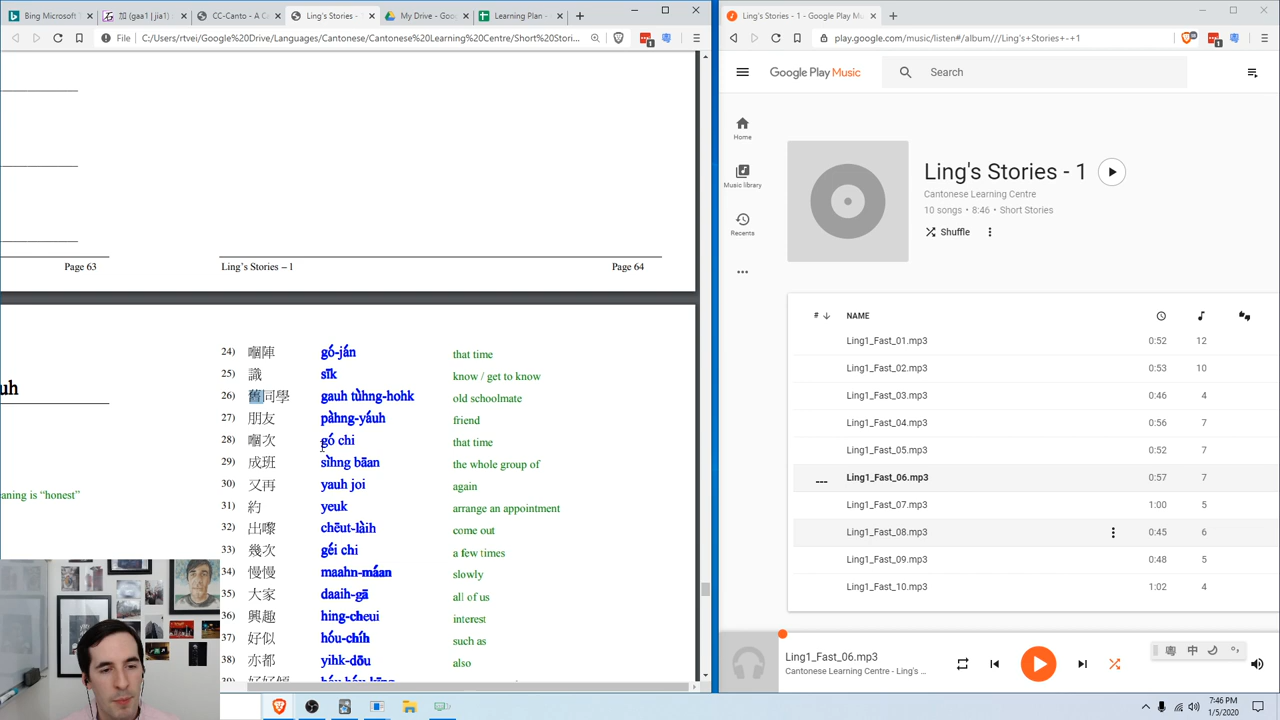 Bing Microsoft T
(gaa1 | jia1) :
CC-Canto - A C
Ling's Stories -
My Drive - G
Learning Plan -
File
C:/Users/rtvei/Google%20Drive/Languages/Cantonese/Cantonese%20Learning%20Centre/Short%20Stori...
1
Page 63
Ling's Stories – 1
Page 64
uh
24) 嗰陣 gó-ján that time
25) 識 sīk know / get to know
26) 舊同學 gauh tùhng-hohk old schoolmate
27) 朋友 pàhng-yáuh friend
28) 嗰次 gó chi that time
29) 成班 sìhng bāan the whole group of
30) 又再 yauh joi again
31) 約 yeuk arrange an appointment
32) 出嚟 chēut-làih come out
33) 幾次 géi chi a few times
34) 慢慢 maahn-máan slowly
35) 大家 daaih-gā all of us
36) 興趣 hing-cheui interest
37) 好似 hóu-chíh such as
38) 亦都 yihk-dōu also
eaning is “honest”
Ling's Stories - 1 - Google Play Mus
play.google.com/music/listen#/album///Ling's+Stories+-+1
1
Google Play Music
Search
Home
Music library
Recents
Ling's Stories - 1
Cantonese Learning Centre
10 songs • 8:46 • Short Stories
Shuffle
# NAME
Ling1_Fast_01.mp3 0:52 12
Ling1_Fast_02.mp3 0:53 10
Ling1_Fast_03.mp3 0:46 4
Ling1_Fast_04.mp3 0:56 7
Ling1_Fast_05.mp3 0:52 7
Ling1_Fast_06.mp3 0:57 7
Ling1_Fast_07.mp3 1:00 5
Ling1_Fast_08.mp3 0:45 6
Ling1_Fast_09.mp3 0:48 5
Ling1_Fast_10.mp3 1:02 4
Ling1_Fast_06.mp3
Cantonese Learning Centre - Ling's ...
中
7:46 PM
1/5/2020